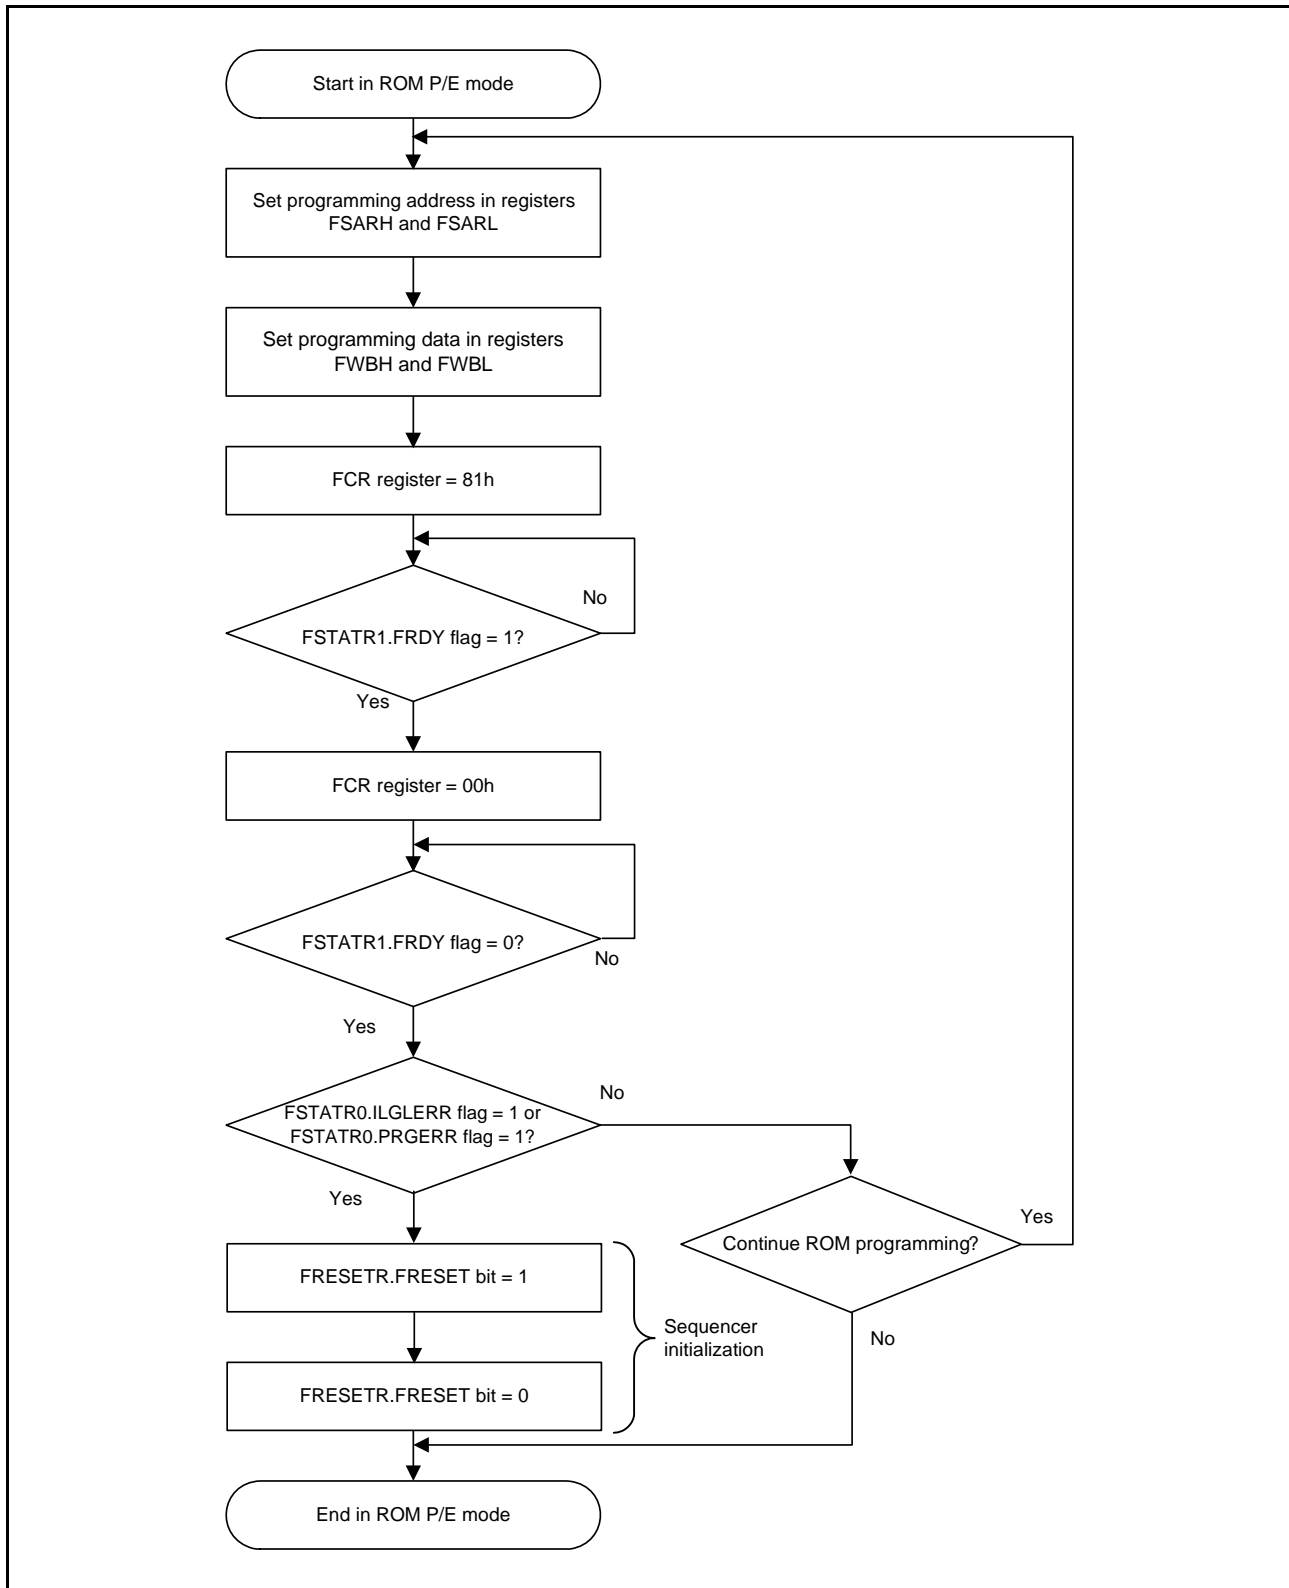 Start in ROM P/E mode
Set programming address in registers
FSARH and FSARL
Set programming data in registers
FWBH and FWBL
FCR register = 81h
No
FSTATR1.FRDY flag = 1?
Yes
FCR register = 00h
FSTATR1.FRDY flag = 0?
No
Yes
No
FSTATR0.ILGLERR flag = 1 or
FSTATR0.PRGERR flag = 1?
Yes
Yes
Continue ROM programming?
FRESETR.FRESET bit = 1
Sequencer
initialization
No
FRESETR.FRESET bit = 0
End in ROM P/E mode